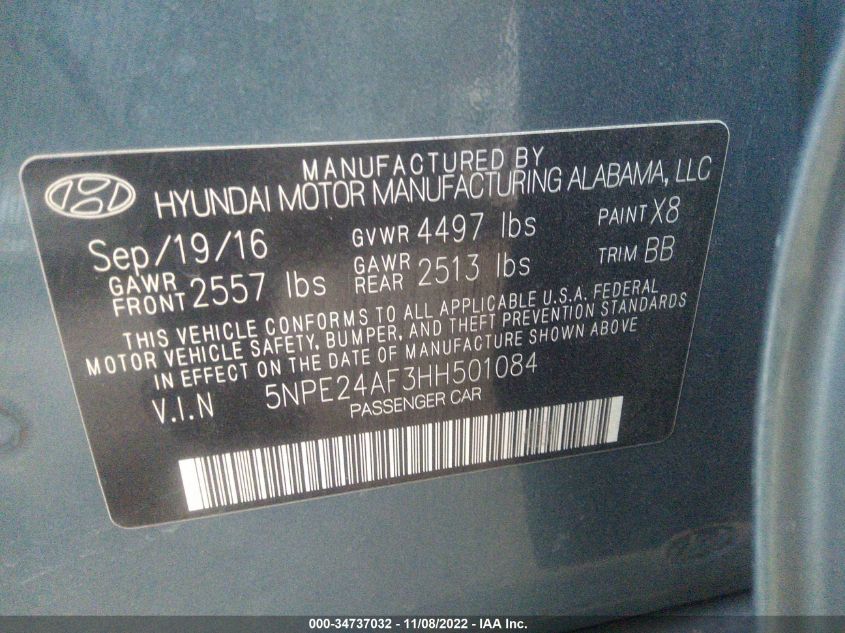 MANUFACTURED BY
HYUNDAI MOTOR MANUFACTURING ALABAMA, LLC
Sep/19/16 GVWR 4497 lbs PAINT X8
GAWR FRONT 2557 lbs GAWR REAR 2513 lbs TRIM BB
THIS VEHICLE CONFORMS TO ALL APPLICABLE U.S.A. FEDERAL
MOTOR VEHICLE SAFETY, BUMPER, AND THEFT PREVENTION STANDARDS
IN EFFECT ON THE DATE OF MANUFACTURE SHOWN ABOVE
V.I.N 5NPE24AF3HH501084
PASSENGER CAR
000-34737032 - 11/08/2022 - IAA Inc.